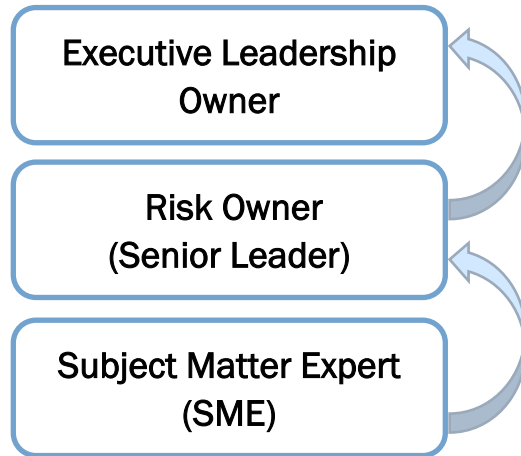 Executive Leadership
Owner
Risk Owner
(Senior Leader)
Subject Matter Expert
(SME)